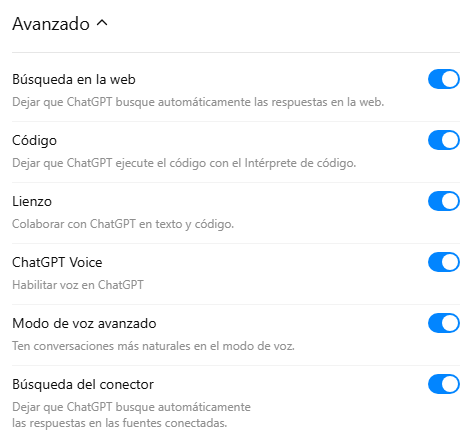 Avanzado
Búsqueda en la web
Dejar que ChatGPT busque automáticamente las respuestas en la web.
Código
Dejar que ChatGPT ejecute el código con el Intérprete de código.
Lienzo
Colaborar con ChatGPT en texto y código.
ChatGPT Voice
Habilitar voz en ChatGPT
Modo de voz avanzado
Ten conversaciones más naturales en el modo de voz.
Búsqueda del conector
Dejar que ChatGPT busque automáticamente
las respuestas en las fuentes conectadas.